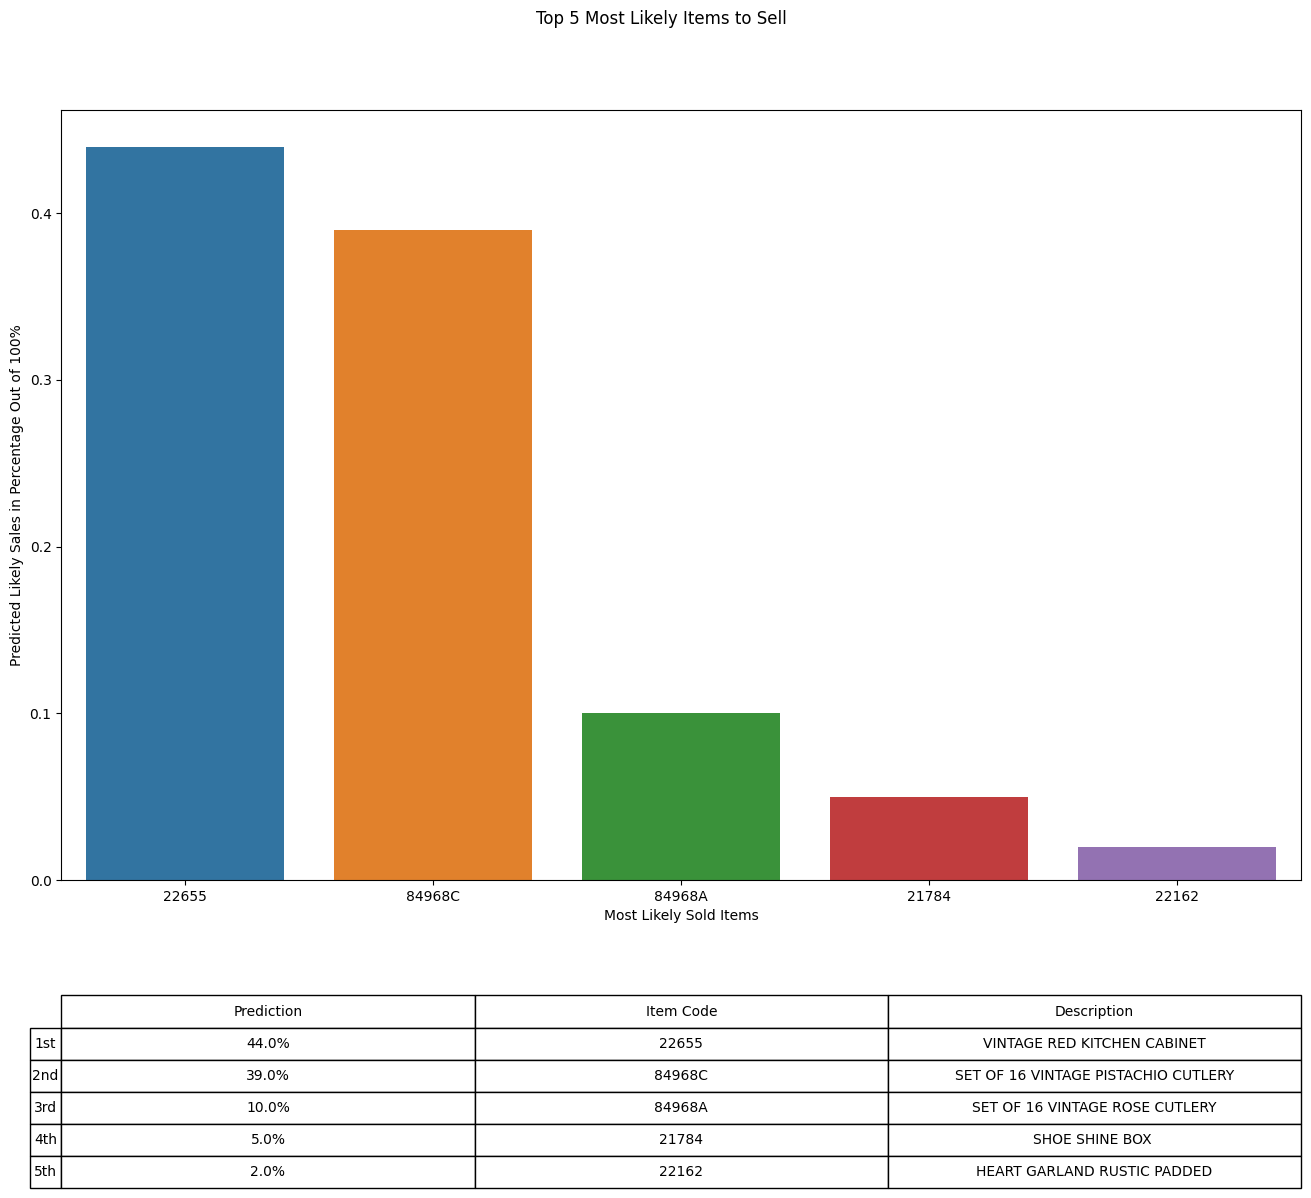 Top 5 Most Likely Items to Sell
Predicted Likely Sales in Percentage Out of 100%
0.4
0.3
0.2
0.1
0.0
22655 84968C 84968A 21784 22162
Most Likely Sold Items
Prediction Item Code Description
1st 44.0% 22655 VINTAGE RED KITCHEN CABINET
2nd 39.0% 84968C SET OF 16 VINTAGE PISTACHIO CUTLERY
3rd 10.0% 84968A SET OF 16 VINTAGE ROSE CUTLERY
4th 5.0% 21784 SHOE SHINE BOX
5th 2.0% 22162 HEART GARLAND RUSTIC PADDED